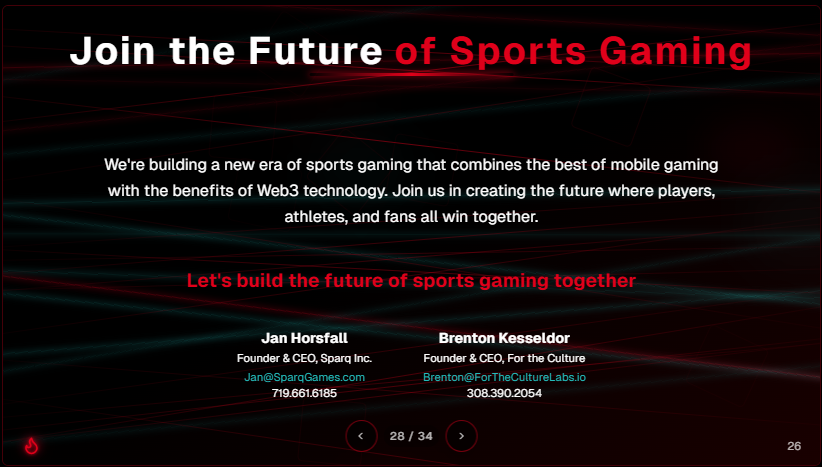 Join the Future of Sports Gaming
We're building a new era of sports gaming that combines the best of mobile gaming
with the benefits of Web3 technology. Join us in creating the future where players,
athletes, and fans all win together.
Let's build the future of sports gaming together
Jan Horsfall
Founder & CEO, Sparq Inc.
Jan@SparqGames.com
719.661.6185
Brenton Kesseldor
Founder & CEO, For the Culture
Brenton@ForTheCultureLabs.io
308.390.2054
‹ 28 / 34 ›
26